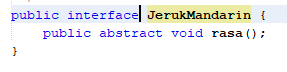 public interface JerukMandarin {
    public abstract void rasa();
}